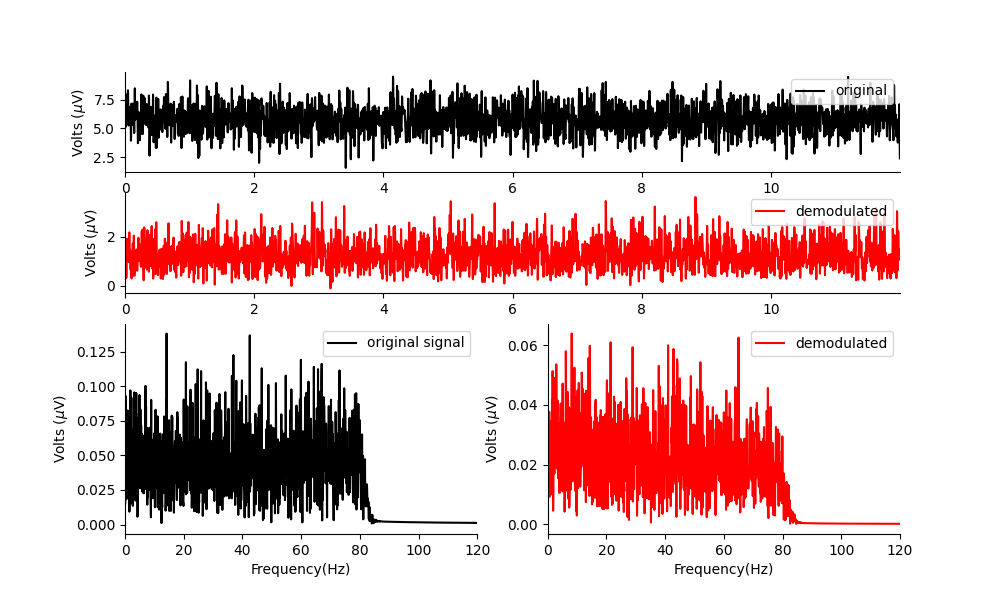 original
Volts (μV)
7.5
5.0
2.5
0 2 4 6 8 10
demodulated
Volts (μV)
2
0
0 2 4 6 8 10
original signal
Volts (μV)
0.125
0.100
0.075
0.050
0.025
0.000
0 20 40 60 80 100 120
Frequency(Hz)
demodulated
Volts (μV)
0.06
0.04
0.02
0.00
0 20 40 60 80 100 120
Frequency(Hz)